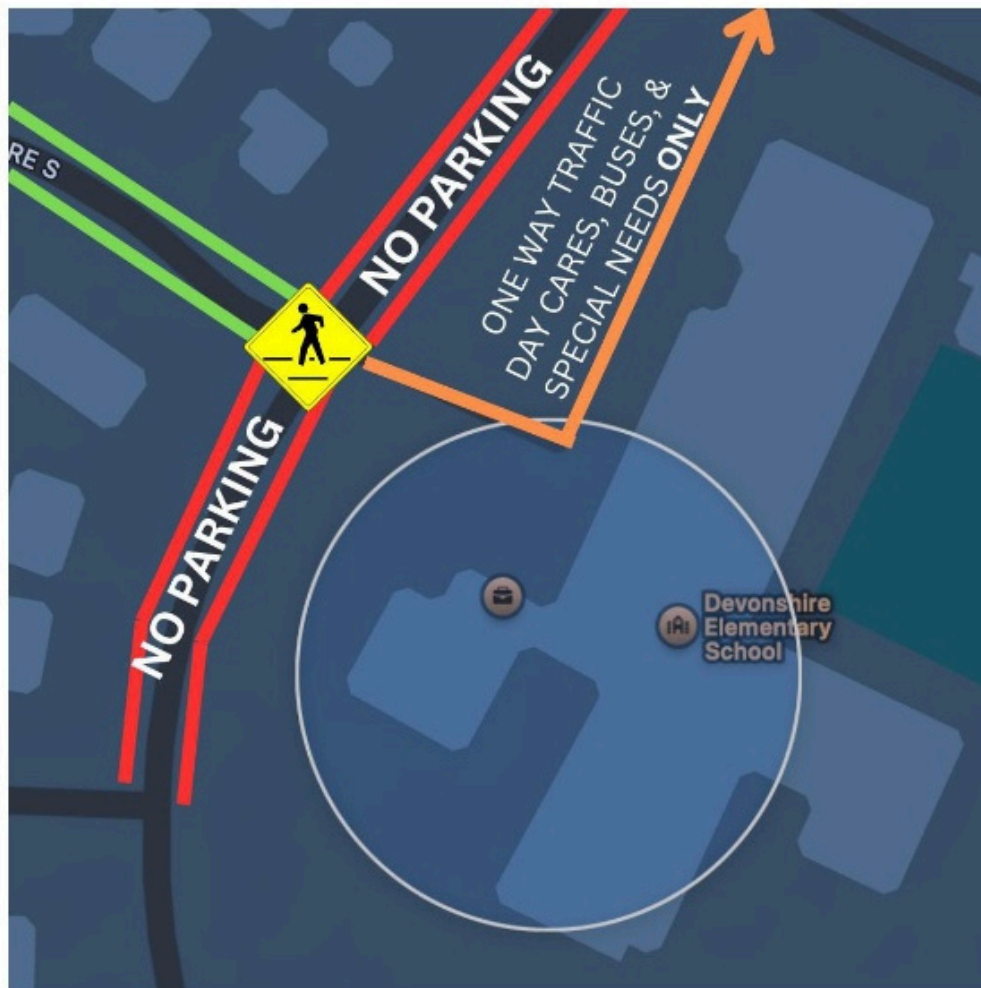 RE S
NO PARKING
ONE WAY TRAFFIC
DAY CARES, BUSES, &
SPECIAL NEEDS ONLY
NO PARKING
Devonshire
Elementary
School